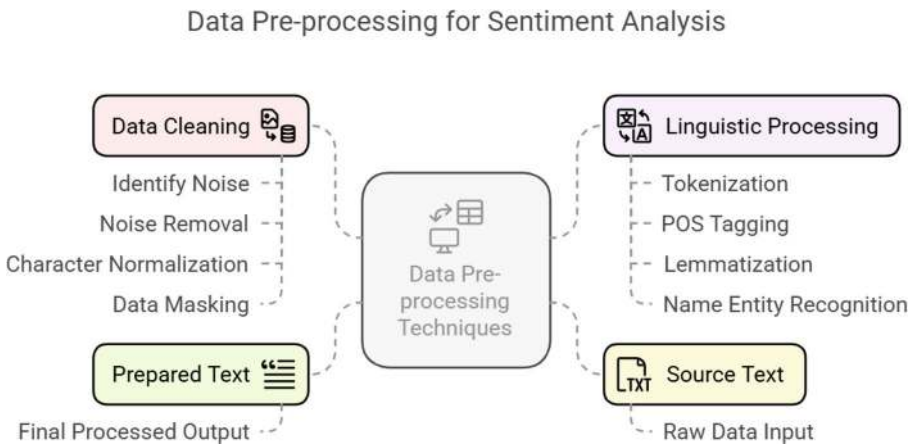 Data Pre-processing for Sentiment Analysis
Data Cleaning
Identify Noise
Noise Removal
Character Normalization
Data Masking
Prepared Text
Final Processed Output
Data Pre-
processing
Techniques
Linguistic Processing
Tokenization
POS Tagging
Lemmatization
Name Entity Recognition
TXT
Source Text
Raw Data Input